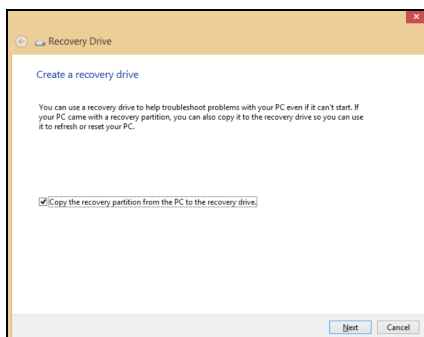 Recovery Drive
Create a recovery drive
You can use a recovery drive to help troubleshoot problems with your PC even if it can't start. If
your PC came with a recovery partition, you can also copy it to the recovery drive so you can use
it to refresh or reset your PC.
Copy the recovery partition from the PC to the recovery drive.
Next Cancel